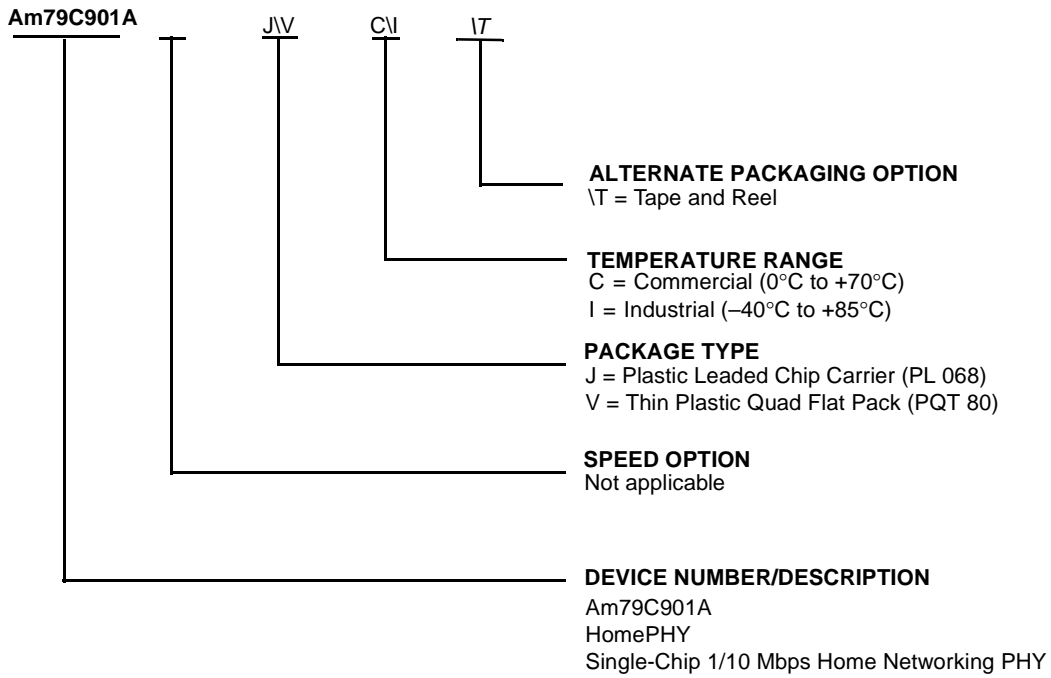 Am79C901A J\V C\I \T
ALTERNATE PACKAGING OPTION
\T = Tape and Reel
TEMPERATURE RANGE
C = Commercial (0°C to +70°C)
I = Industrial (–40°C to +85°C)
PACKAGE TYPE
J = Plastic Leaded Chip Carrier (PL 068)
V = Thin Plastic Quad Flat Pack (PQT 80)
SPEED OPTION
Not applicable
DEVICE NUMBER/DESCRIPTION
Am79C901A
HomePHY
Single-Chip 1/10 Mbps Home Networking PHY